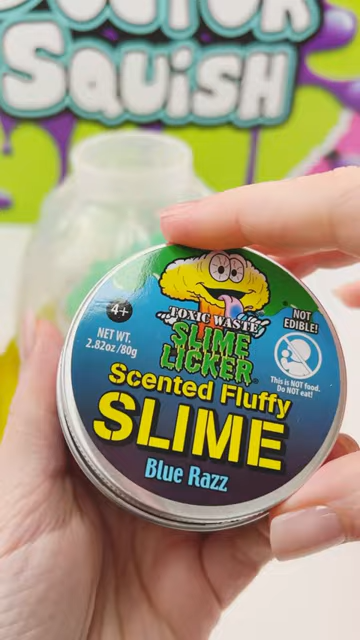 DOCTOR
SQUISH
4+
NET WT.
2.82oz/80g
TOXIC WASTE
SLIME
LICKER
NOT
EDIBLE!
This is NOT food.
Do NOT eat!
Scented Fluffy
SLIME
Blue Razz